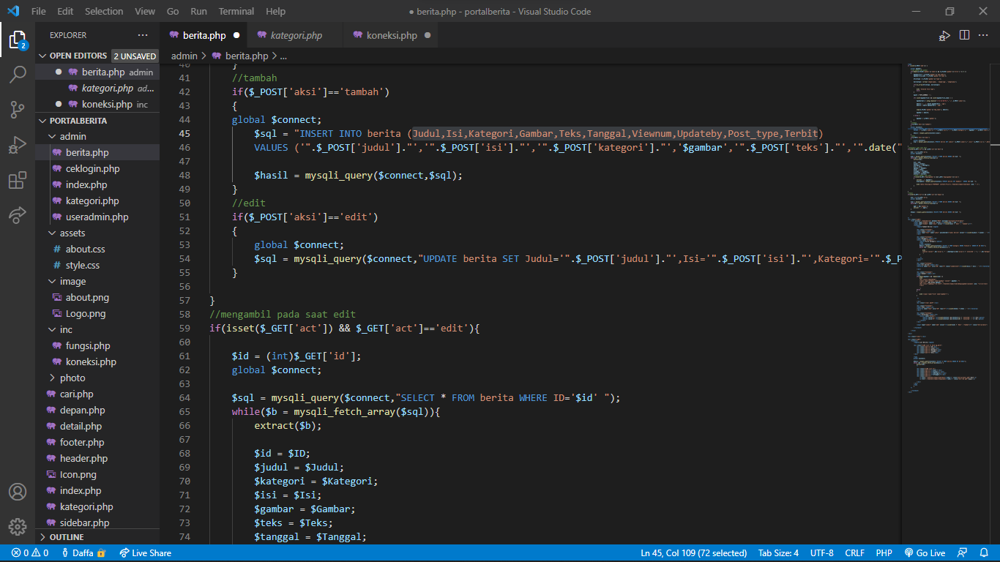 File Edit Selection View Go Run Terminal Help
● berita.php - portalberita - Visual Studio Code
EXPLORER
berita.php
kategori.php
koneksi.php
OPEN EDITORS 2 UNSAVED
admin > berita.php > ...
berita.php admin
kategori.php ad...
koneksi.php inc
PORTALBERITA
admin
berita.php
ceklogin.php
index.php
kategori.php
useradmin.php
assets
about.css
style.css
image
about.png
Logo.png
inc
fungsi.php
koneksi.php
photo
cari.php
depan.php
detail.php
footer.php
header.php
Icon.png
index.php
kategori.php
sidebar.php
OUTLINE
2
40 }
41 //tambah
42 if($_POST['aksi']=='tambah')
43 {
44 global $connect;
45 $sql = "INSERT INTO berita (Judul,Isi,Kategori,Gambar,Teks,Tanggal,Viewnum,Updateby,Post_type,Terbit)
46 VALUES ('".$_POST['judul']."','".$_POST['isi']."','".$_POST['kategori']."','$gambar','".$_POST['teks']."','".date("
47
48 $hasil = mysqli_query($connect,$sql);
49 }
50 //edit
51 if($_POST['aksi']=='edit')
52 {
53 global $connect;
54 $sql = mysqli_query($connect,"UPDATE berita SET Judul='".$_POST['judul']."',Isi='".$_POST['isi']."',Kategori='".$_P
55 }
56
57 }
58 //mengambil pada saat edit
59 if(isset($_GET['act']) && $_GET['act']=='edit'){
60
61 $id = (int)$_GET['id'];
62 global $connect;
63
64 $sql = mysqli_query($connect,"SELECT * FROM berita WHERE ID='$id' ");
65 while($b = mysqli_fetch_array($sql)){
66 extract($b);
67
68 $id = $ID;
69 $judul = $Judul;
70 $kategori = $Kategori;
71 $isi = $Isi;
72 $gambar = $Gambar;
73 $teks = $Teks;
74 $tanggal = $Tanggal;
0 0 Daffa Live Share
Ln 45, Col 109 (72 selected) Tab Size: 4 UTF-8 CRLF PHP Go Live